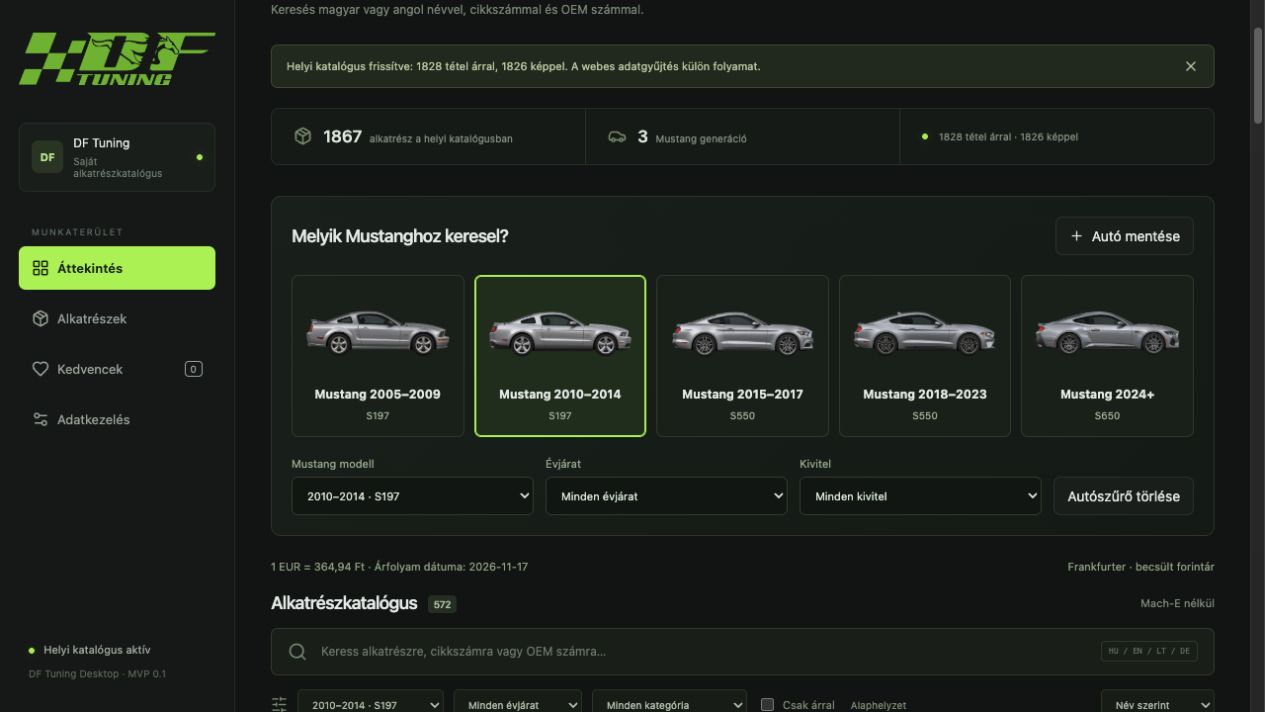 Keresés magyar vagy angol névvel, cikkszámmal és OEM számmal.
DF
TUNING
Helyi katalógus frissítve: 1828 tétel árral, 1826 képpel. A webes adatgyűjtés külön folyamat.
DF
DF Tuning
Saját
alkatrészkatalógus
1867 alkatrész a helyi katalógusban
3 Mustang generáció
1828 tétel árral · 1826 képpel
MUNKATERÜLET
Áttekintés
Alkatrészek
Kedvencek 0
Adatkezelés
Melyik Mustanghoz keresel?
+ Autó mentése
Mustang 2005–2009
S197
Mustang 2010–2014
S197
Mustang 2015–2017
S550
Mustang 2018–2023
S550
Mustang 2024+
S650
Mustang modell
2010–2014 · S197
Évjárat
Minden évjárat
Kivitel
Minden kivitel
Autószűrő törlése
1 EUR = 364,94 Ft · Árfolyam dátuma: 2026-11-17
Frankfurter · becsült forintár
Alkatrészkatalógus 572
Mach-E nélkül
Keress alkatrészre, cikkszámra vagy OEM számra...
HU / EN / LT / DE
2010–2014 · S197
Minden évjárat
Minden kategória
Csak árral
Alaphelyzet
Név szerint
Helyi katalógus aktív
DF Tuning Desktop · MVP 0.1